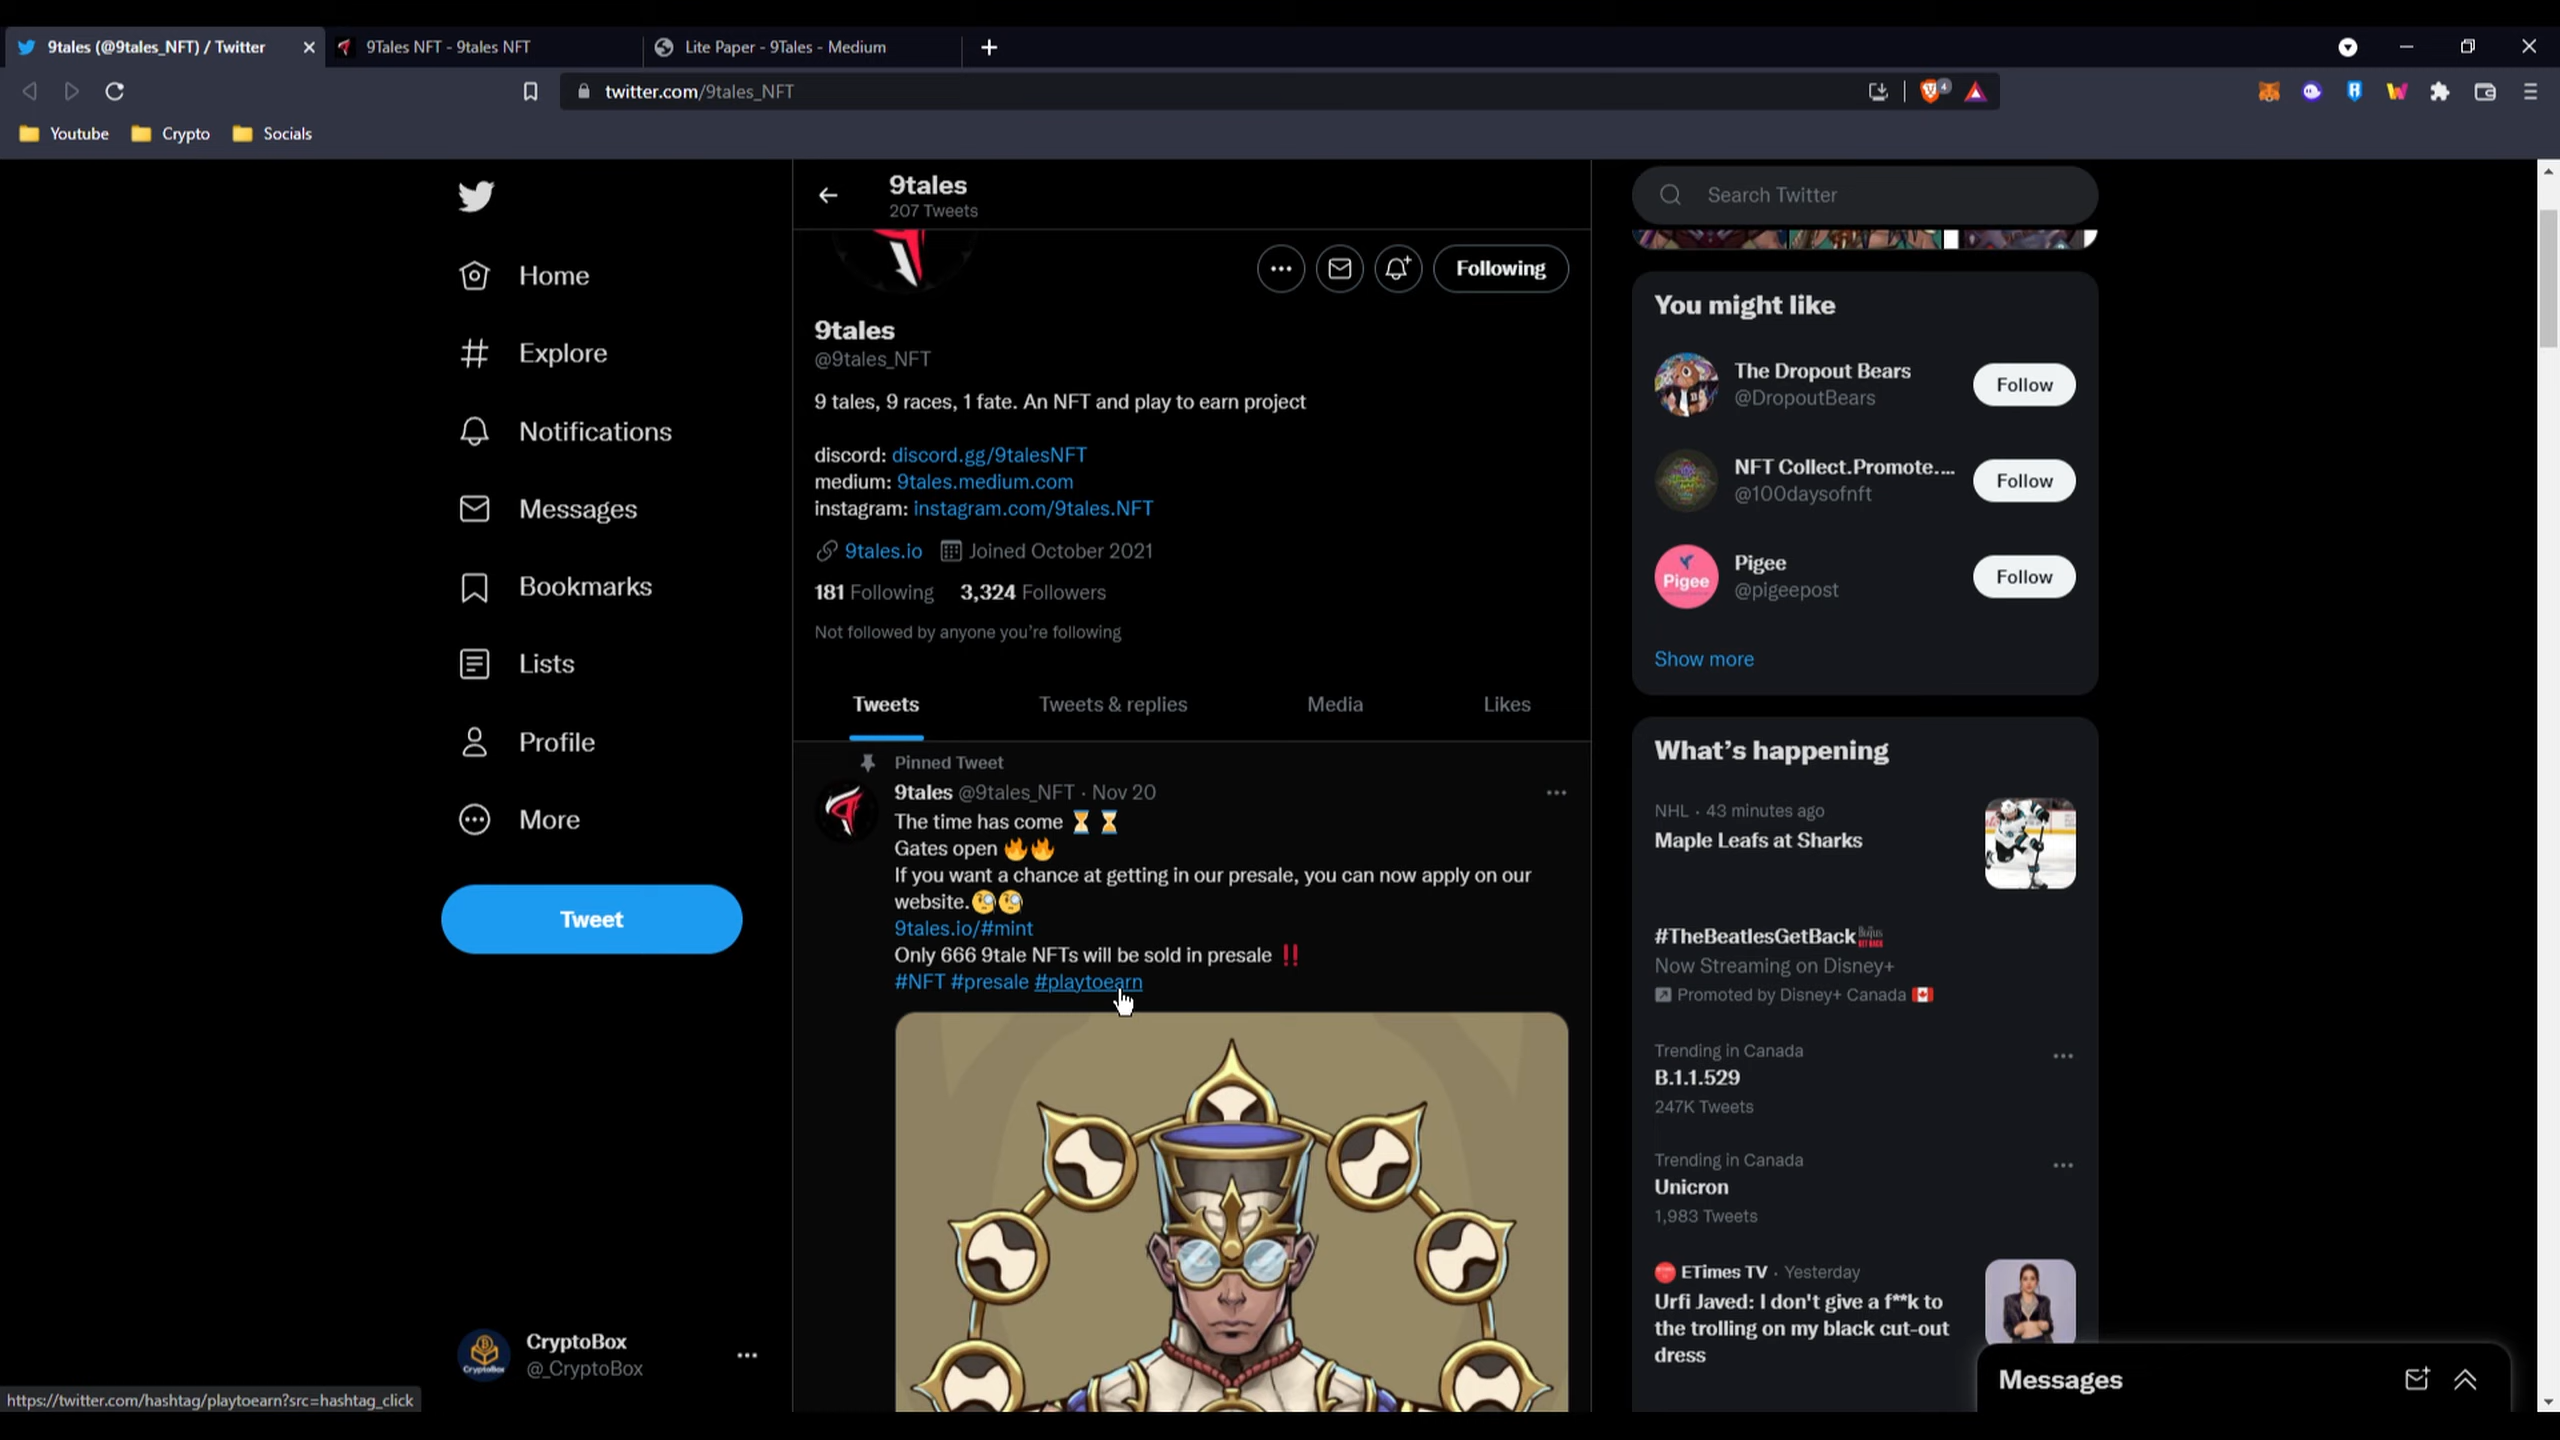 9tales (@9tales_NFT) / Twitter
9Tales NFT - 9tales NFT
Lite Paper - 9Tales - Medium
twitter.com/9tales_NFT
4
Youtube
Crypto
Socials
Home
Explore
Notifications
Messages
Bookmarks
Lists
Profile
More
Tweet
CryptoBox
@_CryptoBox
CryptoBox
https://twitter.com/hashtag/playtoearn?src=hashtag_click
9tales
207 Tweets
Following
9tales
@9tales_NFT
9 tales, 9 races, 1 fate. An NFT and play to earn project
discord: discord.gg/9talesNFT
medium: 9tales.medium.com
instagram: instagram.com/9tales.NFT
9tales.io Joined October 2021
181 Following 3,324 Followers
Not followed by anyone you're following
Tweets Tweets & replies Media Likes
Pinned Tweet
9tales @9tales_NFT · Nov 20
The time has come ⏳ ⏳
Gates open 🔥🔥
If you want a chance at getting in our presale, you can now apply on our
website.🧐🧐
9tales.io/#mint
Only 666 9tale NFTs will be sold in presale ‼️
#NFT #presale #playtoearn
Search Twitter
You might like
The Dropout Bears
@DropoutBears
Follow
NFT Collect.Promote....
@100daysofnft
Follow
Pigee
Pigee
@pigeepost
Follow
Show more
What's happening
NHL · 43 minutes ago
Maple Leafs at Sharks
#TheBeatlesGetBack
Now Streaming on Disney+
Promoted by Disney+ Canada 🇨🇦
Trending in Canada
B.1.1.529
247K Tweets
Trending in Canada
Unicron
1,983 Tweets
ETimes TV · Yesterday
Urfi Javed: I don't give a f**k to
the trolling on my black cut-out
dress
Messages